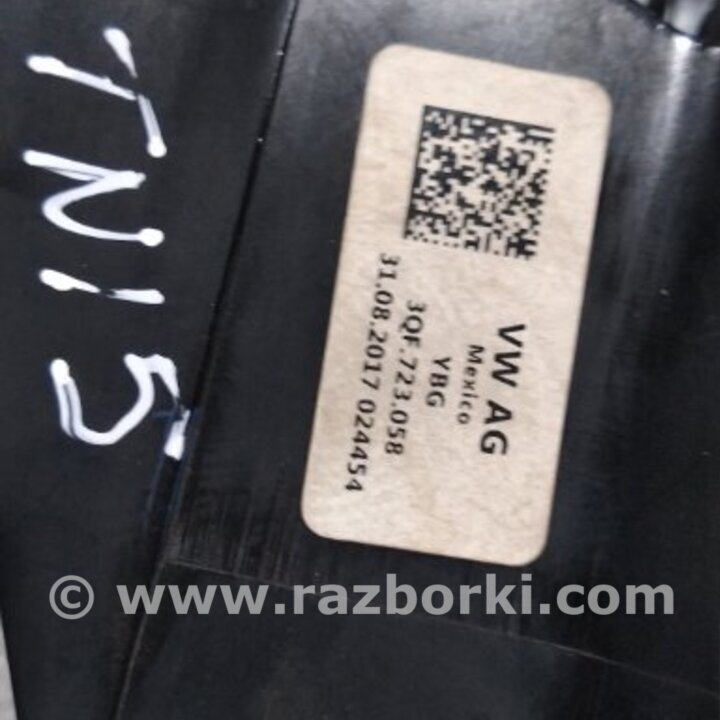 TN15
VW AG
Mexico
YBG
3QF.723.058
31.08.2017 024454
© www.razborki.com